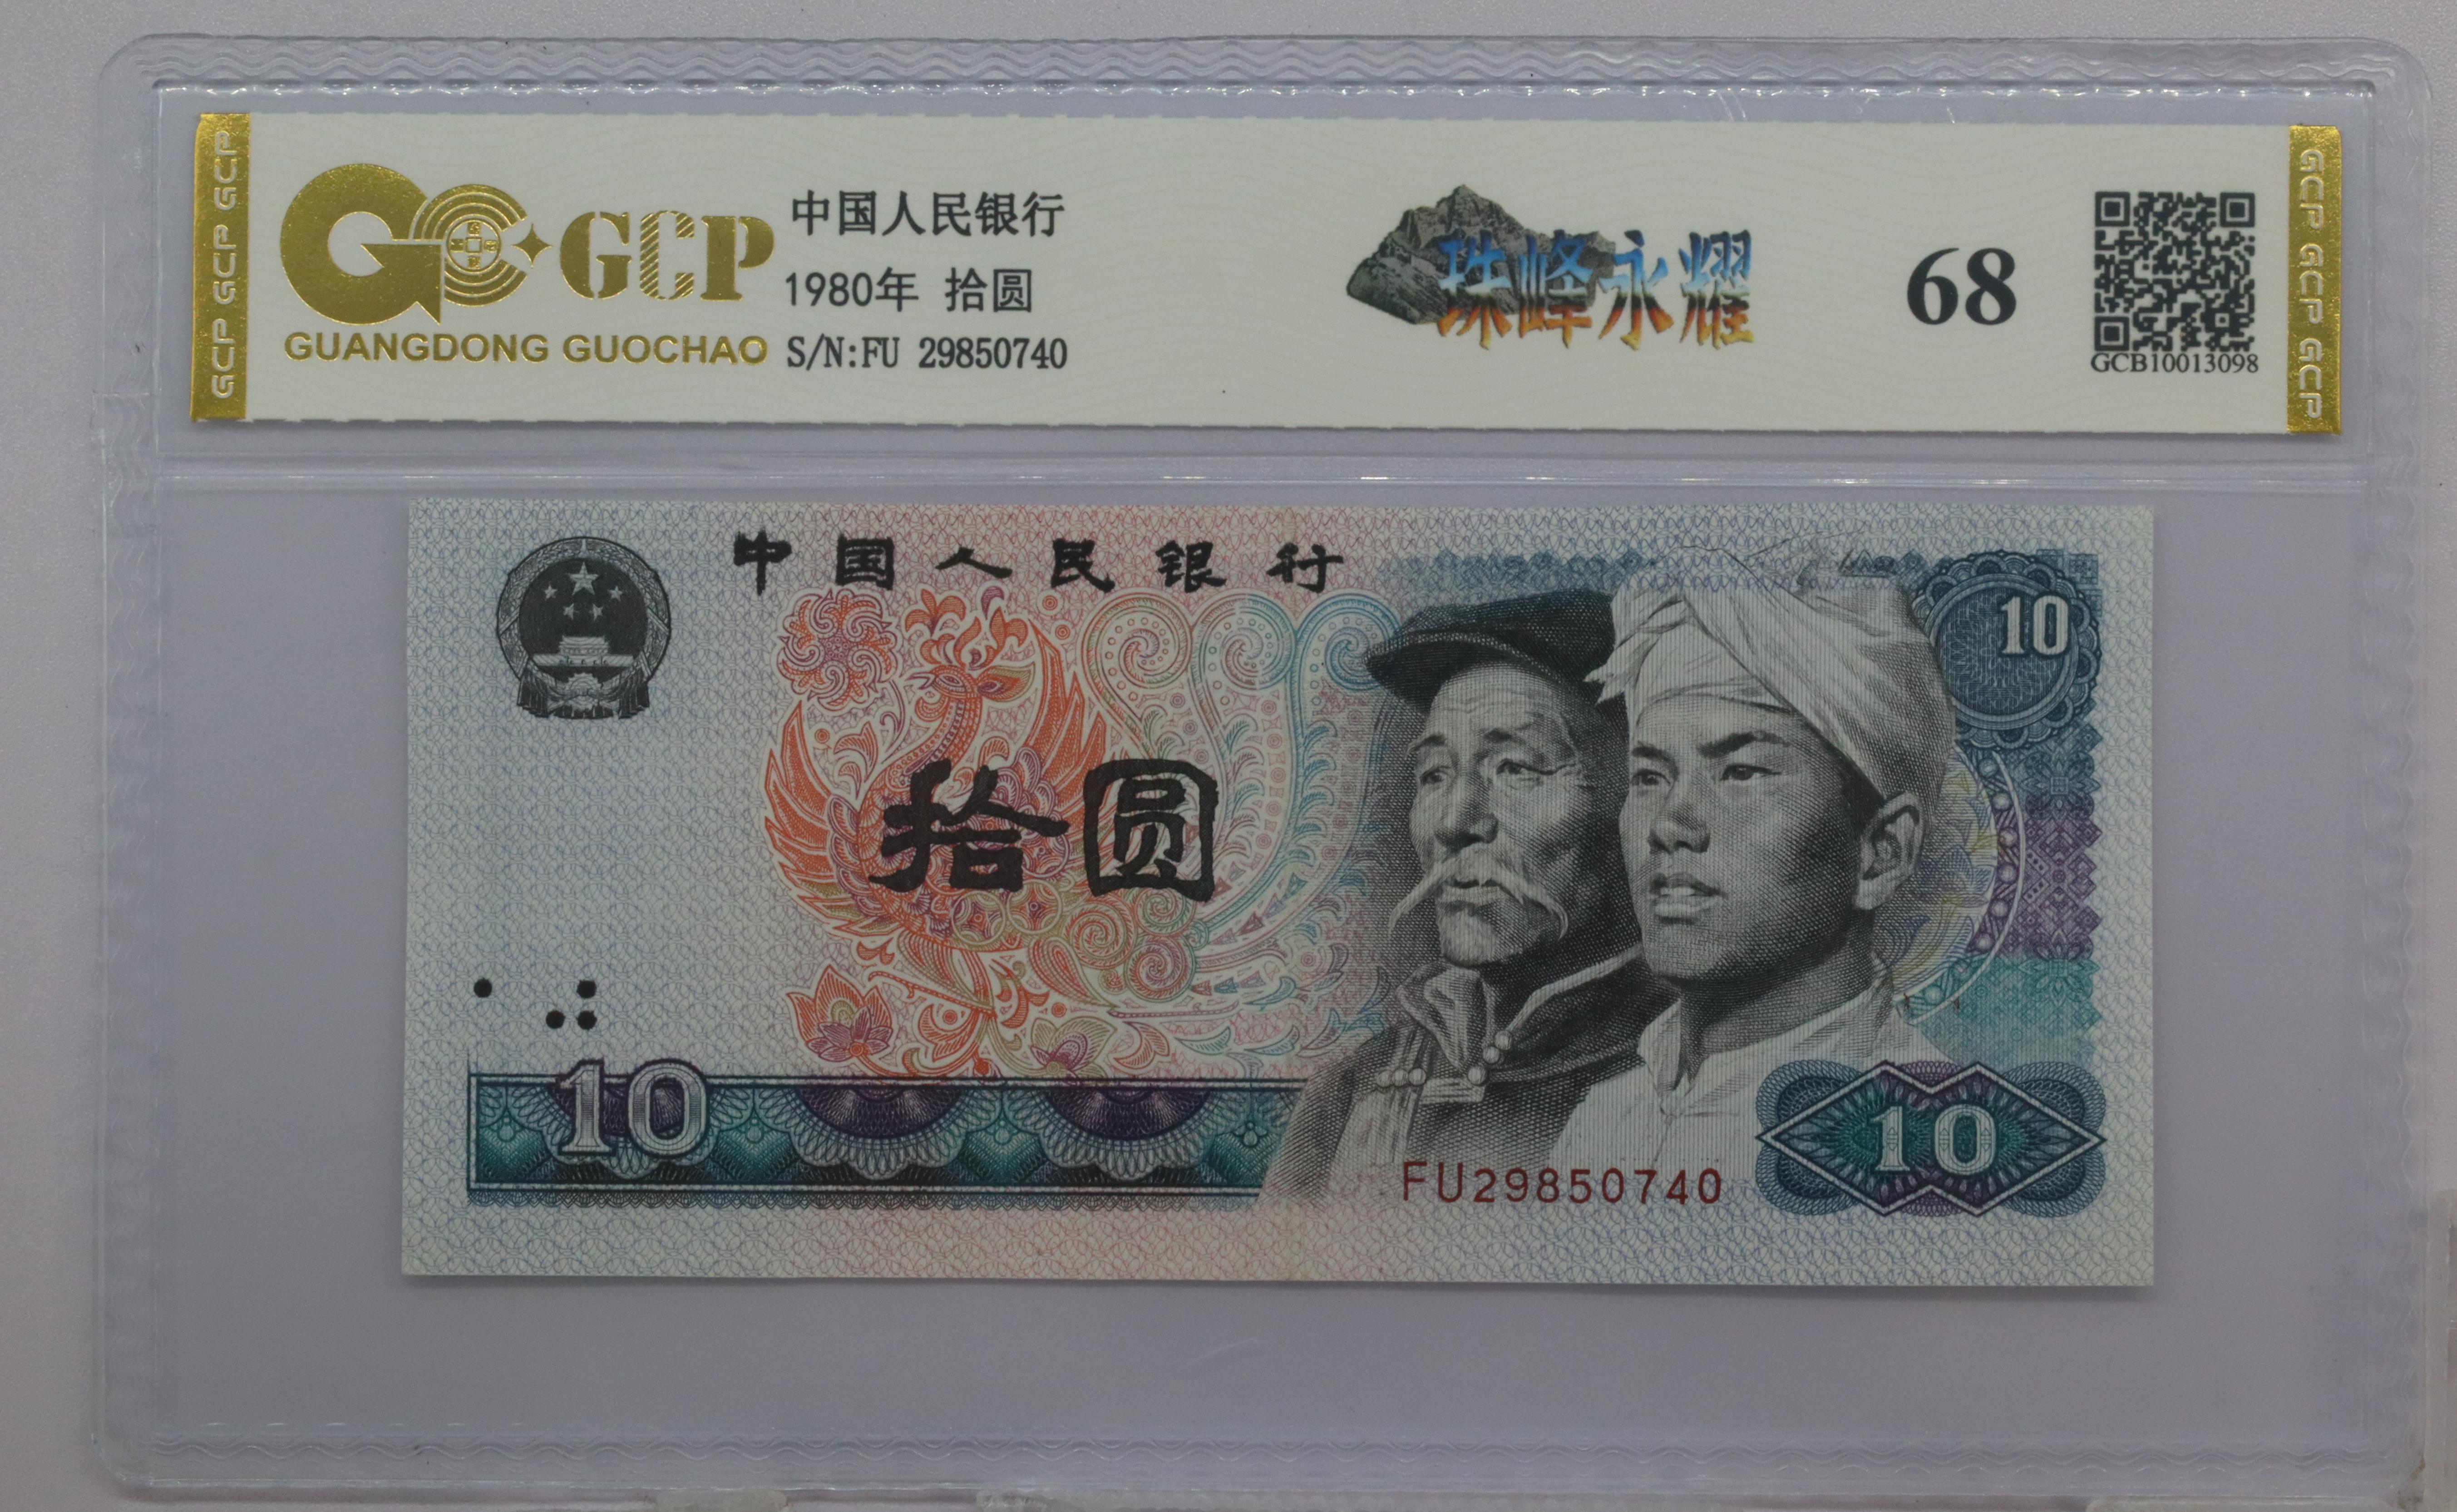 GCP GCP GCP
GCP
GUANGDONG GUOCHAO
中国人民银行
1980年 拾圆
S/N:FU 29850740
珠峰永耀
68
GCB10013098
GCP GCP GCP
中国人民银行
10
拾圆
10
10
FU29850740